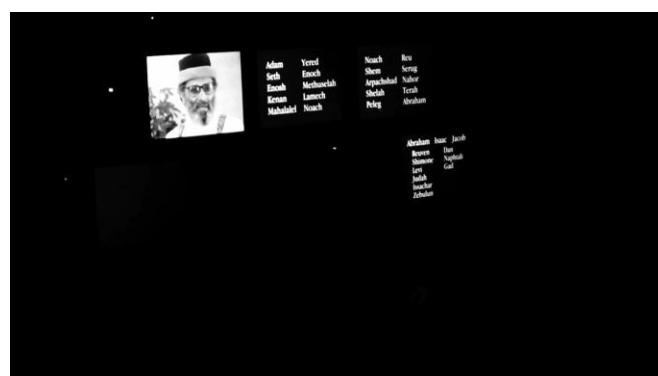 Adam Yered
Seth Enoch
Enosh Methuselah
Kenan Lamech
Mahalalel Noach
Noach Reu
Shem Serug
Arpachshad Nahor
Shelah Terah
Peleg Abraham
Abraham Isaac Jacob
Reuven Dan
Shimone Naphtali
Levi Gad
Judah
Issachar
Zebulun